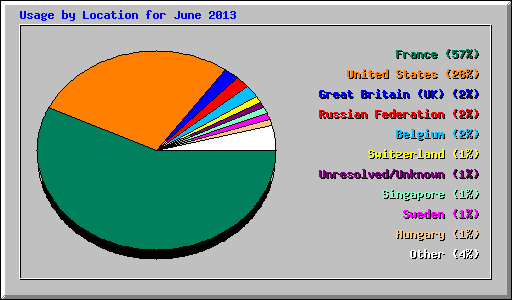 Usage by Location for June 2013
France (57%)
United States (28%)
Great Britain (UK) (2%)
Russian Federation (2%)
Belgium (2%)
Switzerland (1%)
Unresolved/Unknown (1%)
Singapore (1%)
Sweden (1%)
Hungary (1%)
Other (4%)